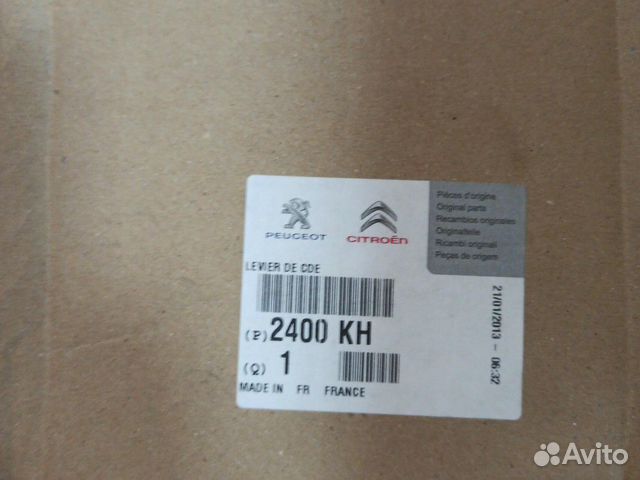 PEUGEOT
CITROËN
Pièces d'origine
Original parts
Recambios originales
Originalteile
Ricambi originali
Peças de origem
LEVIER DE CDE
(P) 2400 KH
(Q) 1
MADE IN FR FRANCE
21/01/2013 - 06:32
Avito